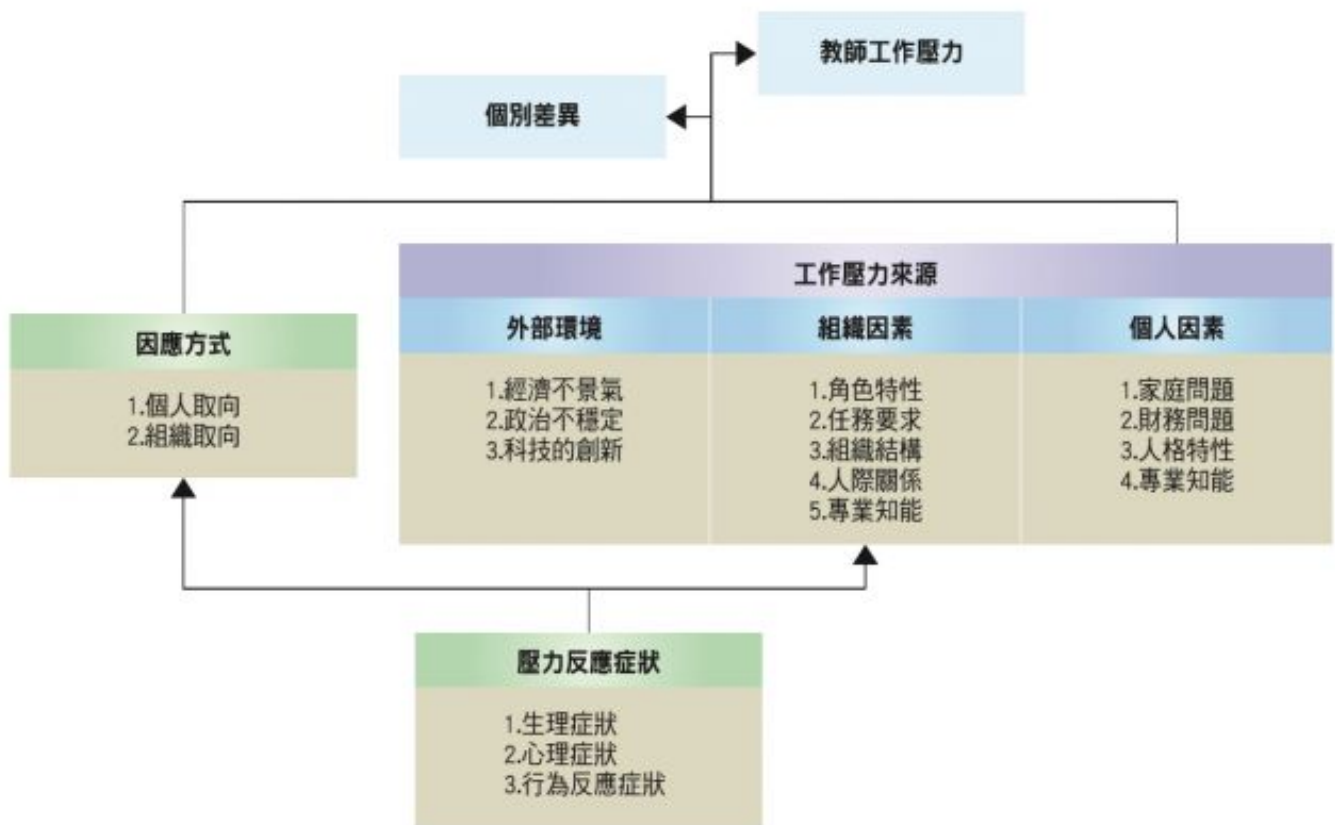 教師工作壓力
個別差異
工作壓力來源
因應方式
1.個人取向
2.組織取向
外部環境
1.經濟不景氣
2.政治不穩定
3.科技的創新
組織因素
1.角色特性
2.任務要求
3.組織結構
4.人際關係
5.專業知能
個人因素
1.家庭問題
2.財務問題
3.人格特性
4.專業知能
壓力反應症狀
1.生理症狀
2.心理症狀
3.行為反應症狀